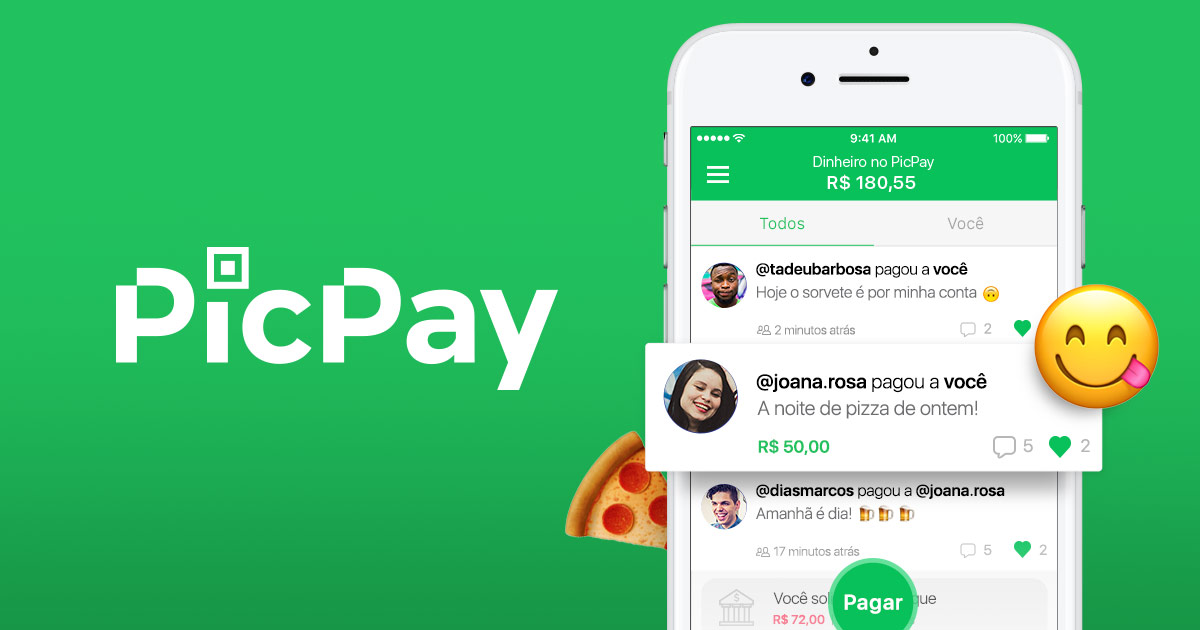 PicPay
9:41 AM
100%
Dinheiro no PicPay
R$ 180,55
Todos
Você
@tadeubarbosa pagou a você
Hoje o sorvete é por minha conta 🙃
2 minutos atrás
2
@joana.rosa pagou a você
A noite de pizza de ontem!
R$ 50,00
5
2
@diasmarcos pagou a @joana.rosa
Amanhã é dia! 🍺🍺🍺
17 minutos atrás
5
2
Você
R$ 72,00
Pagar